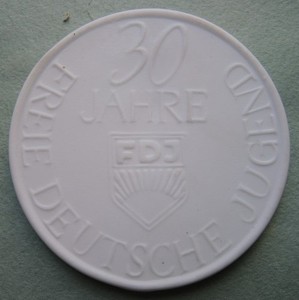 30
JAHRE
FDJ
FREIE DEUTSCHE JUGEND